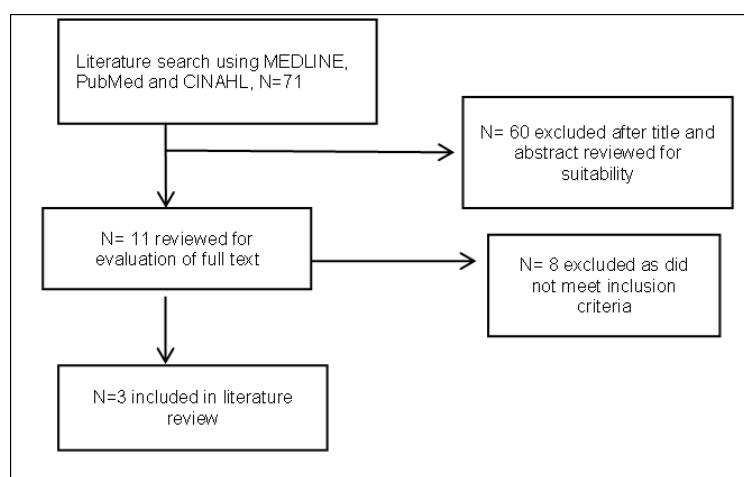 Literature search using MEDLINE,
PubMed and CINAHL, N=71
N= 60 excluded after title and
abstract reviewed for
suitability
N= 11 reviewed for
evaluation of full text
N= 8 excluded as did
not meet inclusion
criteria
N=3 included in literature
review